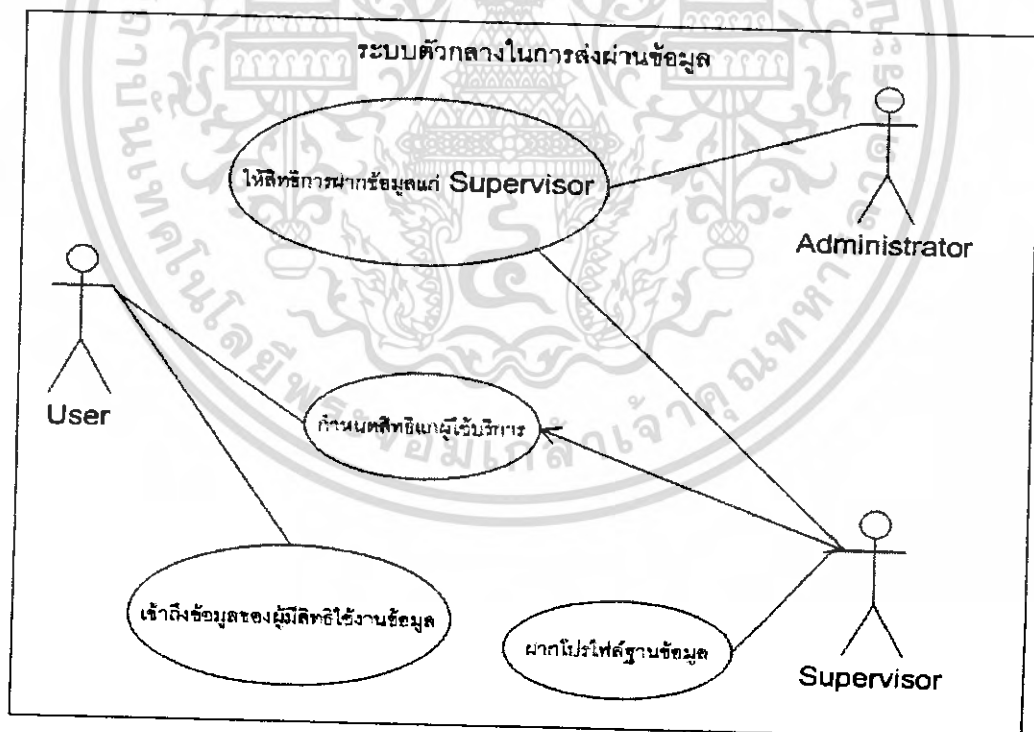 ระบบตัวกลางในการส่งผ่านข้อมูล
ให้สิทธิการฝากข้อมูลแก่ Supervisor
Administrator
User
กำหนดสิทธิแก่ผู้ใช้บริการ
เข้าถึงข้อมูลของผู้มีสิทธิใช้งานข้อมูล
ฝากโปรไฟล์ฐานข้อมูล
Supervisor